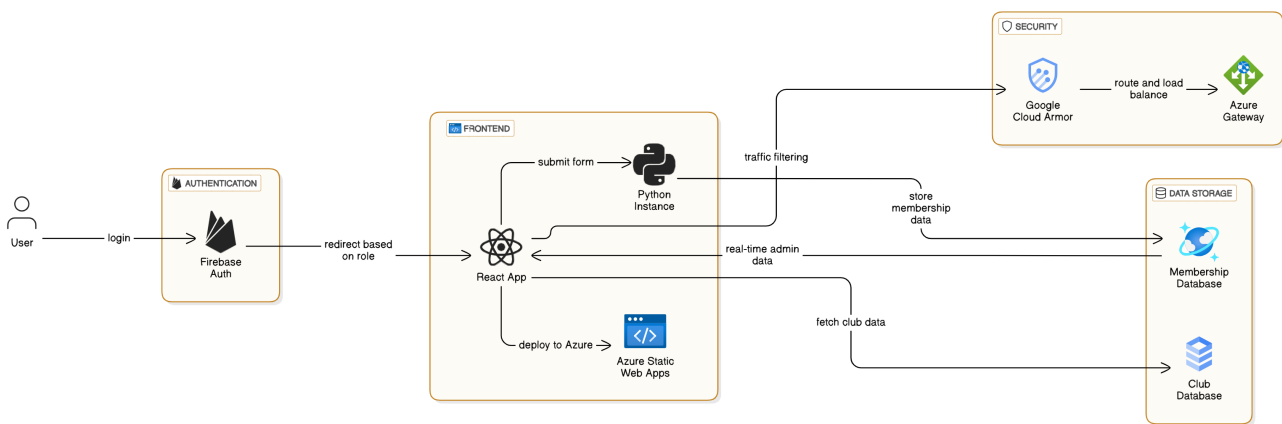 SECURITY
Google
Cloud Armor
route and load
balance
Azure
Gateway
FRONTEND
submit form
Python
Instance
traffic filtering
AUTHENTICATION
DATA STORAGE
User
login
Firebase
Auth
redirect based
on role
React App
store
membership
data
real-time admin
data
Membership
Database
deploy to Azure
Azure Static
Web Apps
fetch club data
Club
Database